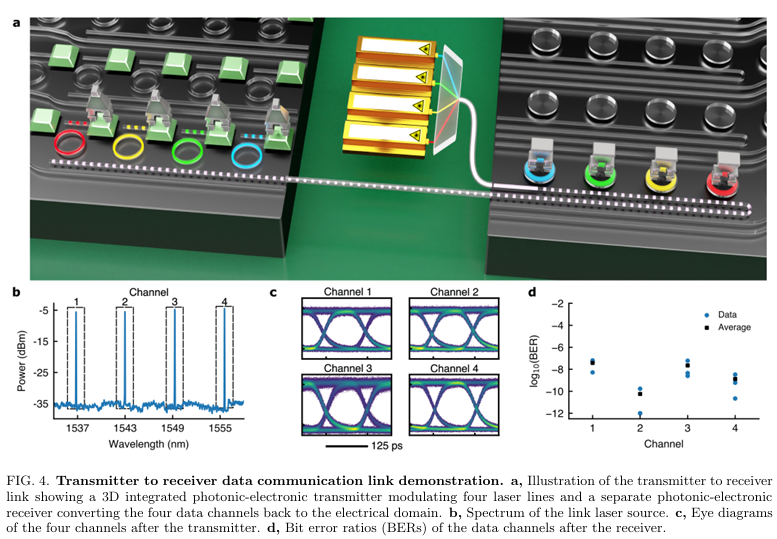 a
b
Channel
1 2 3 4
-5
-15
-25
-35
Power (dBm)
1537 1543 1549 1555
Wavelength (nm)
c
Channel 1 Channel 2
Channel 3 Channel 4
125 ps
d
−2
−4
−6
−8
−10
−12
log10(BER)
Data
Average
1 2 3 4
Channel
FIG. 4. Transmitter to receiver data communication link demonstration. a, Illustration of the transmitter to receiver
link showing a 3D integrated photonic-electronic transmitter modulating four laser lines and a separate photonic-electronic
receiver converting the four data channels back to the electrical domain. b, Spectrum of the link laser source. c, Eye diagrams
of the four channels after the transmitter. d, Bit error ratios (BERs) of the data channels after the receiver.